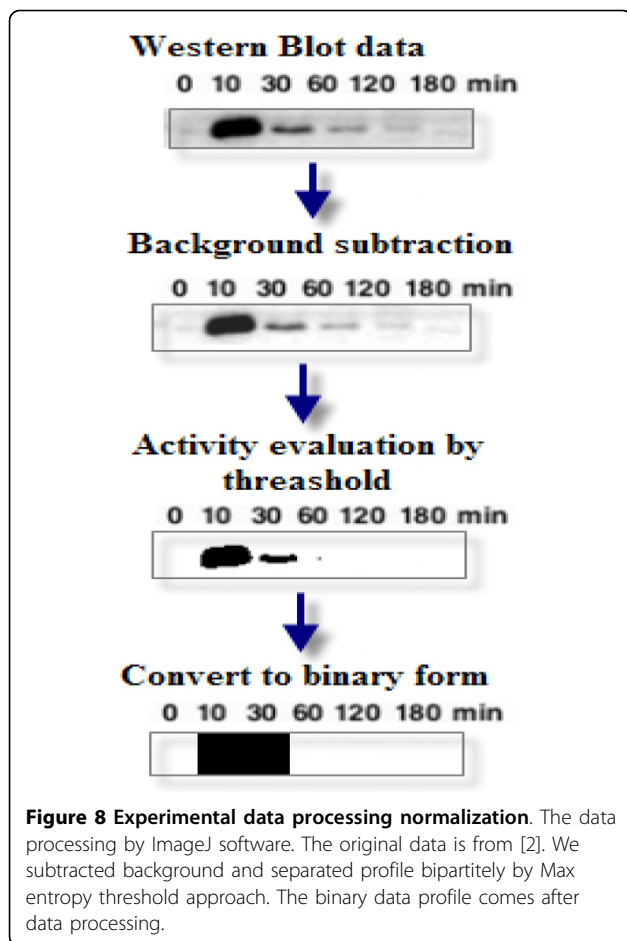 Western Blot data
0 10 30 60 120 180 min
Background subtraction
0 10 30 60 120 180 min
Activity evaluation by
threashold
0 10 30 60 120 180 min
Convert to binary form
0 10 30 60 120 180 min
Figure 8 Experimental data processing normalization. The data
processing by ImageJ software. The original data is from [2]. We
subtracted background and separated profile bipartitely by Max
entropy threshold approach. The binary data profile comes after
data processing.